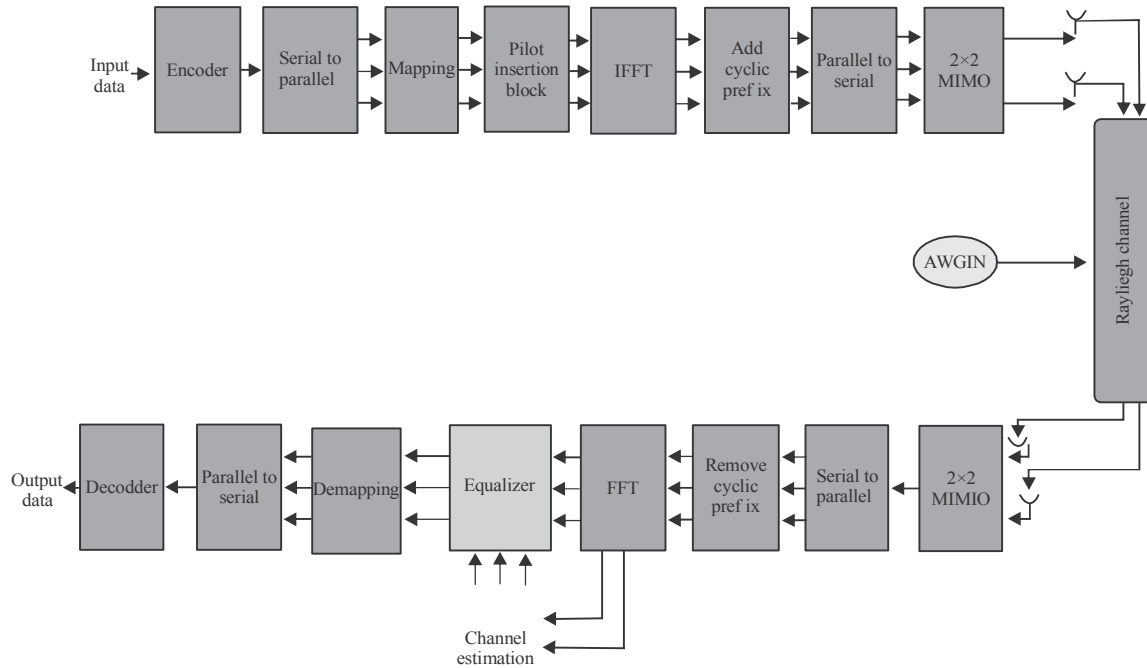 Input
data
Encoder
Serial to
parallel
Mapping
Pilot
insertion
block
IFFT
Add
cyclic
pref ix
Parallel to
serial
2×2
MIMO
AWGIN
Rayliegh channel
Output
data
Decodder
Parallel to
serial
Demapping
Equalizer
FFT
Remove
cyclic
pref ix
Serial to
parallel
2×2
MIMIO
Channel
estimation